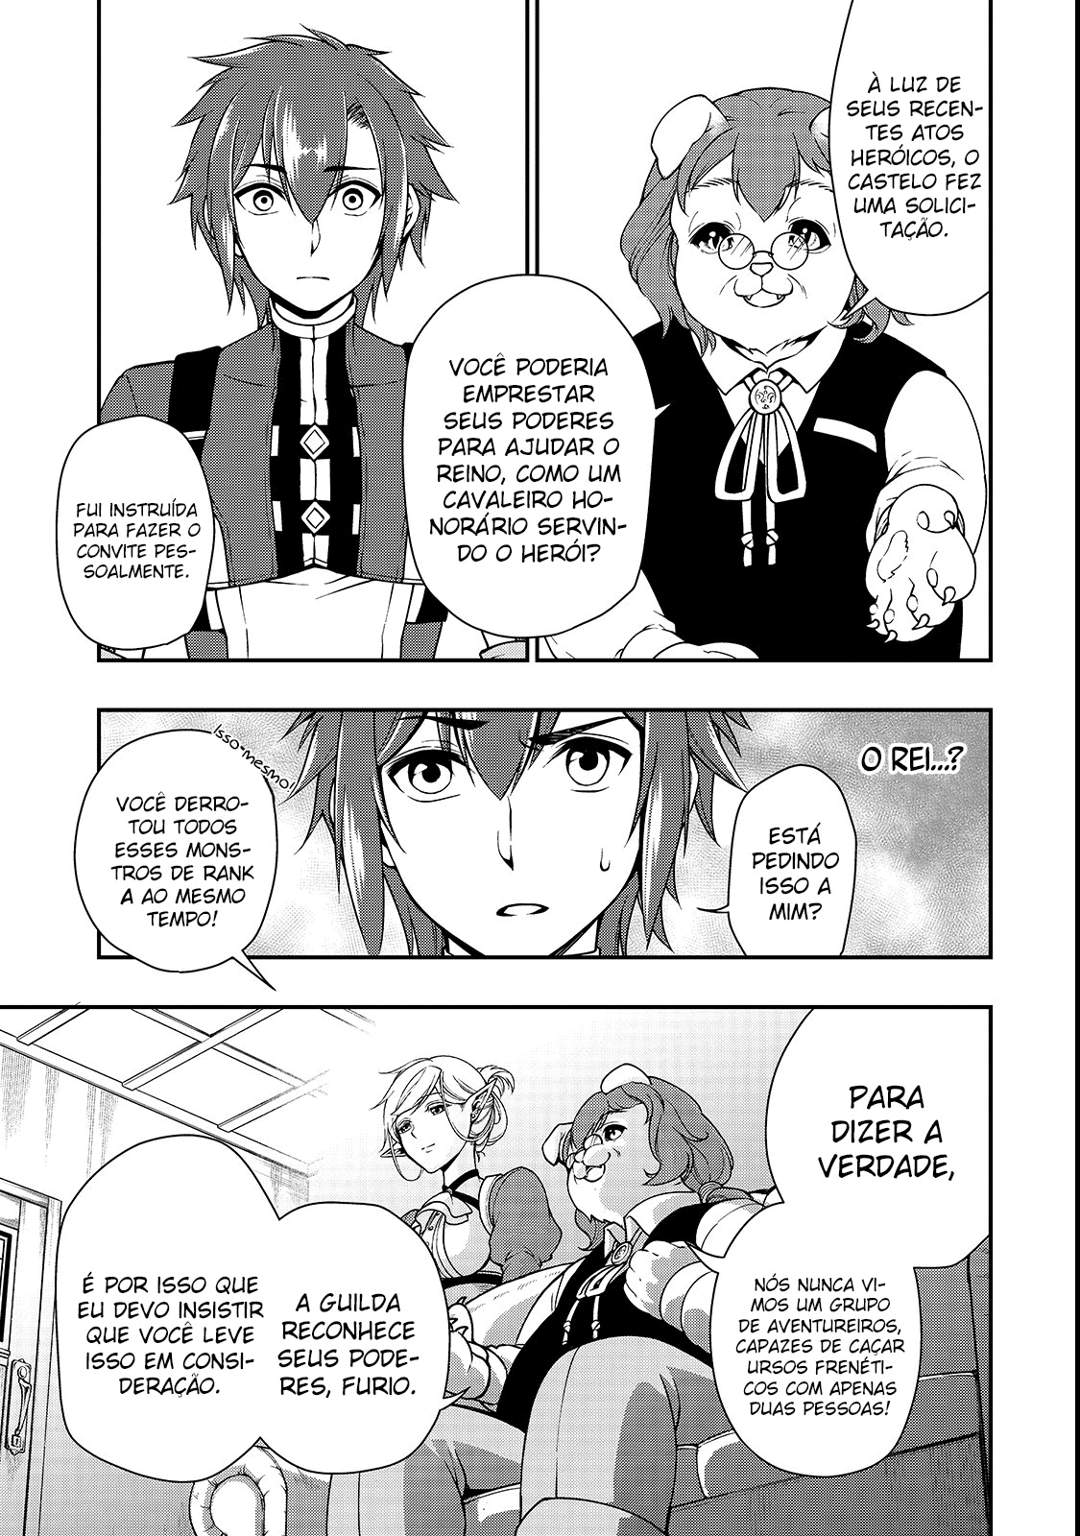 À LUZ DE
SEUS RECEN-
TES ATOS
HERÓICOS, O
CASTELO FEZ
UMA SOLICI-
TAÇÃO.
VOCÊ PODERIA
EMPRESTAR
SEUS PODERES
PARA AJUDAR O
REINO, COMO UM
CAVALEIRO HO-
NORÁRIO SERVIN-
DO O HERÓI?
FUI INSTRUÍDA
PARA FAZER O
CONVITE PES-
SOALMENTE.
O REI...?
ESTÁ
PEDINDO
ISSO A
MIM?
Isso mesmo!
VOCÊ DERRO-
TOU TODOS
ESSES MONS-
TROS DE RANK
A AO MESMO
TEMPO!
PARA
DIZER A
VERDADE,
NÓS NUNCA VI-
MOS UM GRUPO
DE AVENTUREIROS,
CAPAZES DE CAÇAR
URSOS FRENÉTI-
COS COM APENAS
DUAS PESSOAS!
A GUILDA
RECONHECE
SEUS PODE-
RES, FURIO.
É POR ISSO QUE
EU DEVO INSISTIR
QUE VOCÊ LEVE
ISSO EM CONSI-
DERAÇÃO.